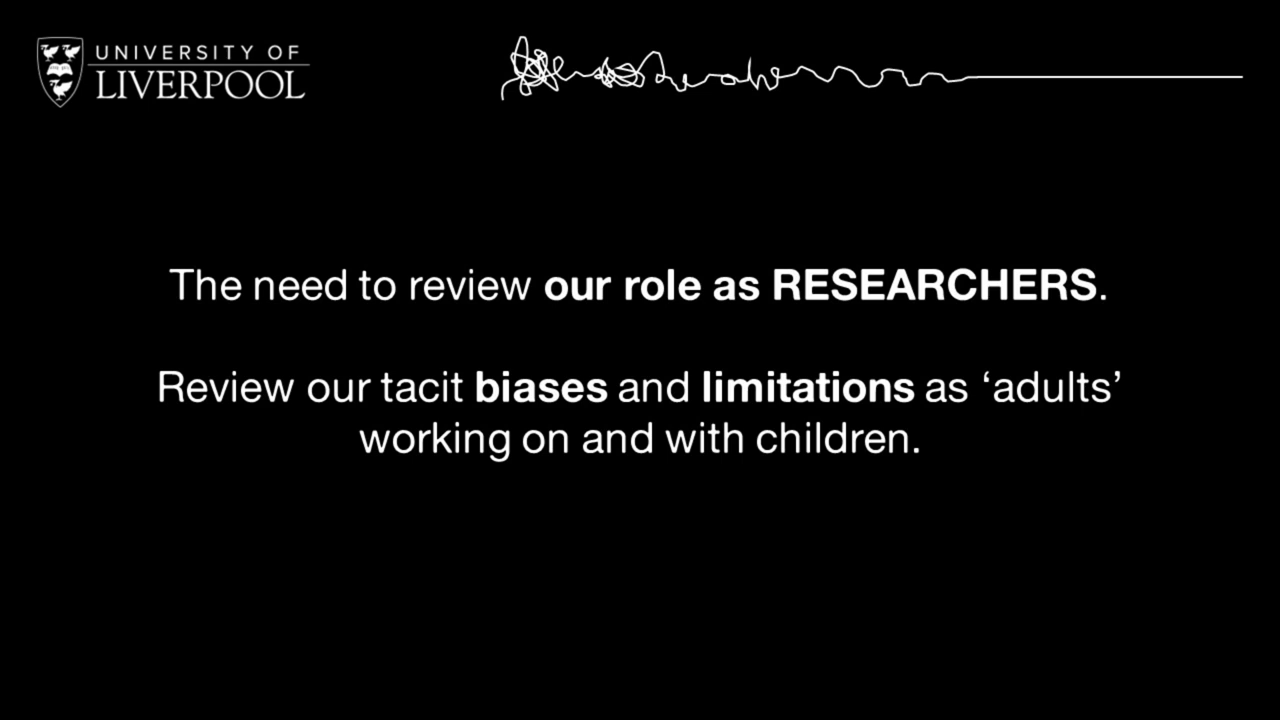 UNIVERSITY OF
LIVERPOOL
The need to review our role as RESEARCHERS.
Review our tacit biases and limitations as ‘adults’
working on and with children.